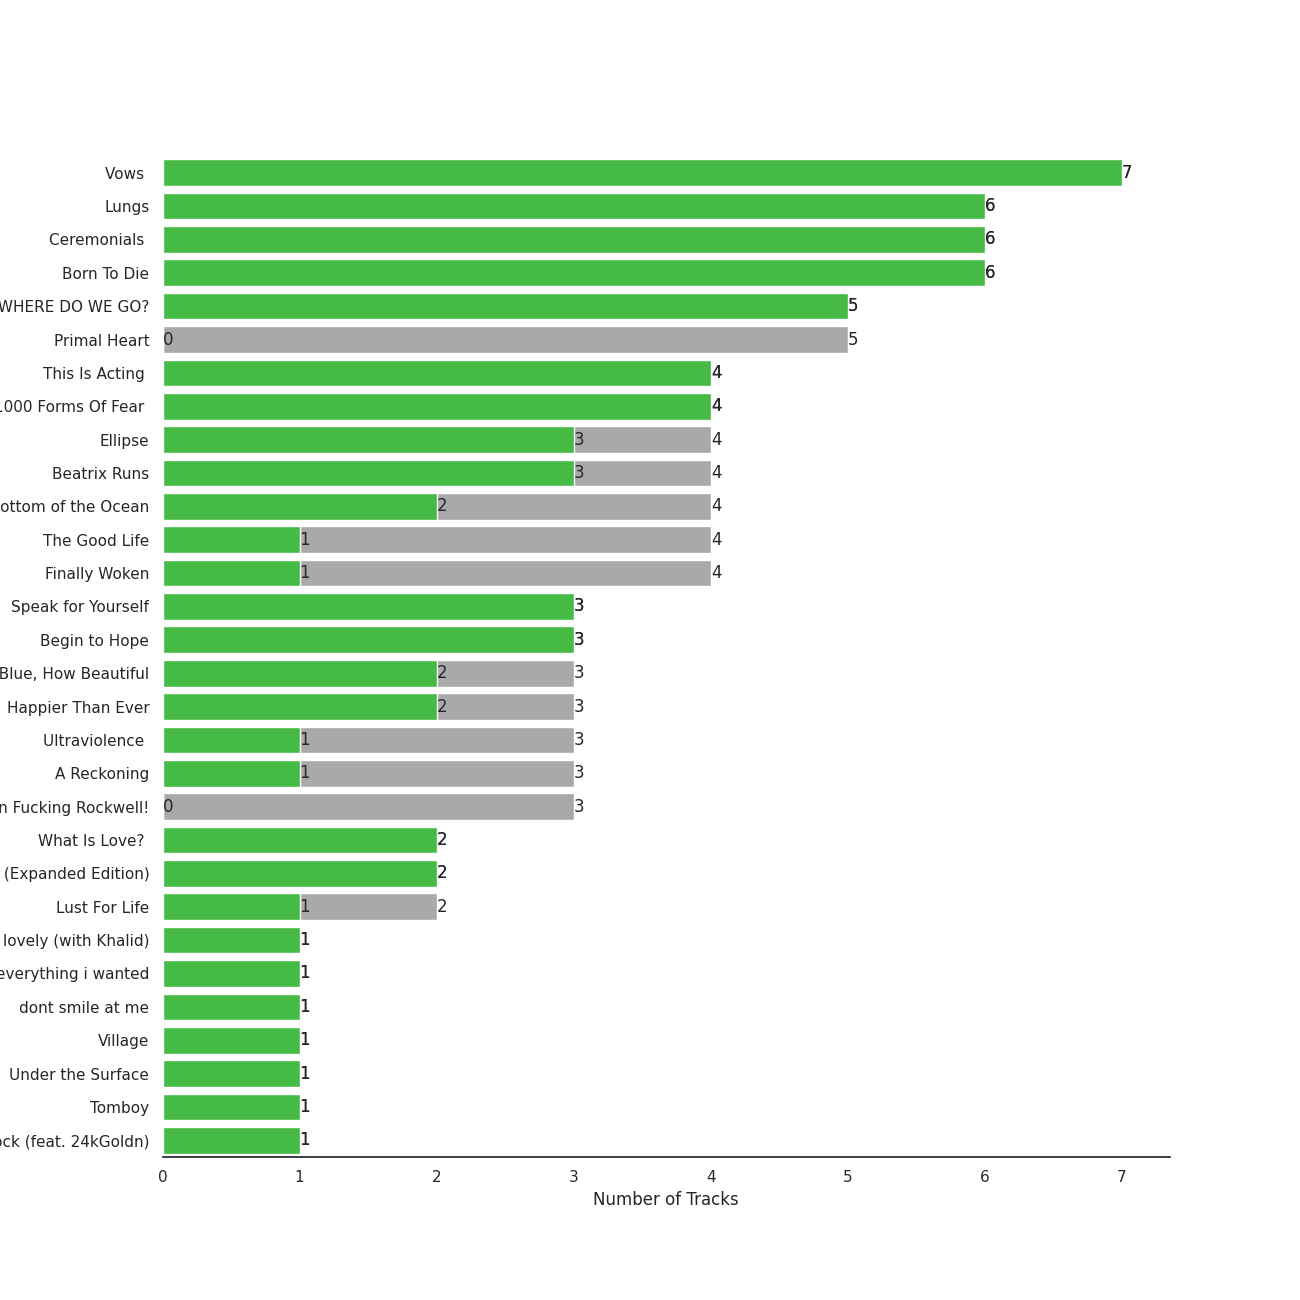 Vows 7
Lungs 6
Ceremonials 6
Born To Die 6
WHERE DO WE GO? 5
Primal Heart 0 5
This Is Acting 4
1000 Forms Of Fear 4
Ellipse 3 4
Beatrix Runs 3 4
ottom of the Ocean 2 4
The Good Life 1 4
Finally Woken 1 4
Speak for Yourself 3
Begin to Hope 3
Blue, How Beautiful 2 3
Happier Than Ever 2 3
Ultraviolence 1 3
A Reckoning 1 3
n Fucking Rockwell! 0 3
What Is Love? 2
(Expanded Edition) 2
Lust For Life 1 2
lovely (with Khalid) 1
everything i wanted 1
dont smile at me 1
Village 1
Under the Surface 1
Tomboy 1
ock (feat. 24kGoldn) 1
0 1 2 3 4 5 6 7
Number of Tracks